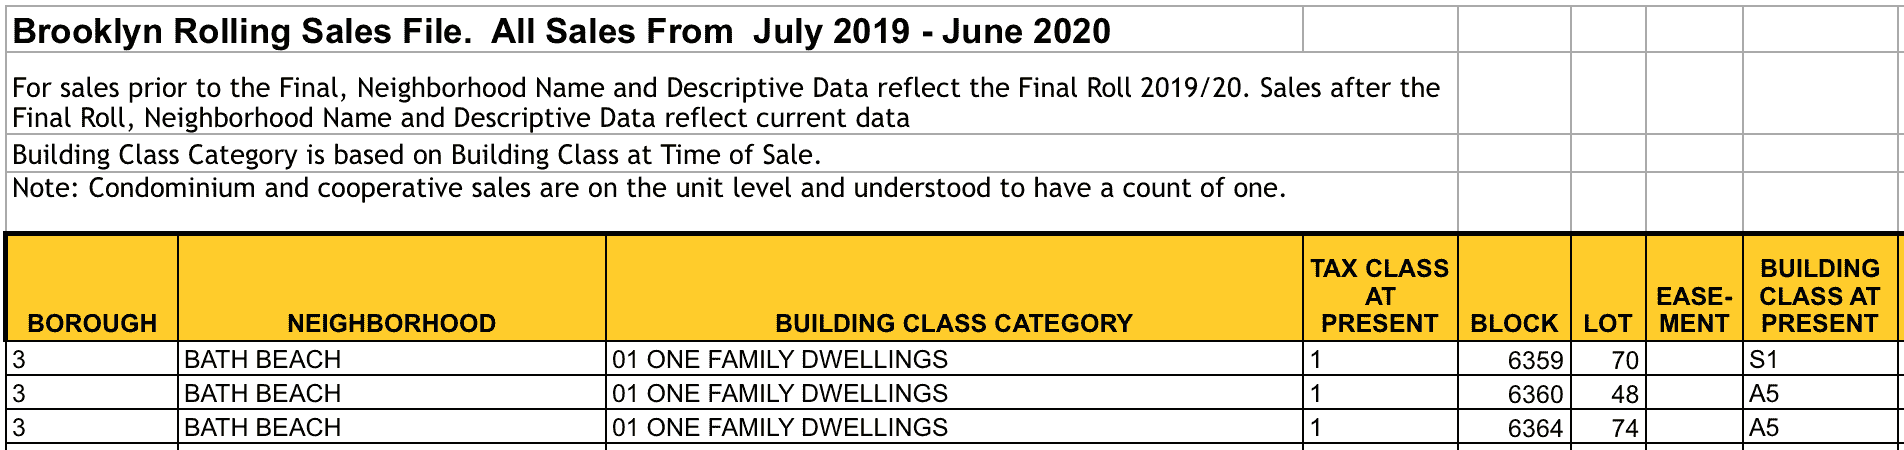 Brooklyn Rolling Sales File.  All Sales From  July 2019 - June 2020
For sales prior to the Final, Neighborhood Name and Descriptive Data reflect the Final Roll 2019/20. Sales after the
Final Roll, Neighborhood Name and Descriptive Data reflect current data
Building Class Category is based on Building Class at Time of Sale.
Note: Condominium and cooperative sales are on the unit level and understood to have a count of one.
BOROUGH
NEIGHBORHOOD
BUILDING CLASS CATEGORY
TAX CLASS
AT
PRESENT
BLOCK
LOT
EASE-
MENT
BUILDING
CLASS AT
PRESENT
3 BATH BEACH 01 ONE FAMILY DWELLINGS 1 6359 70 S1
3 BATH BEACH 01 ONE FAMILY DWELLINGS 1 6360 48 A5
3 BATH BEACH 01 ONE FAMILY DWELLINGS 1 6364 74 A5